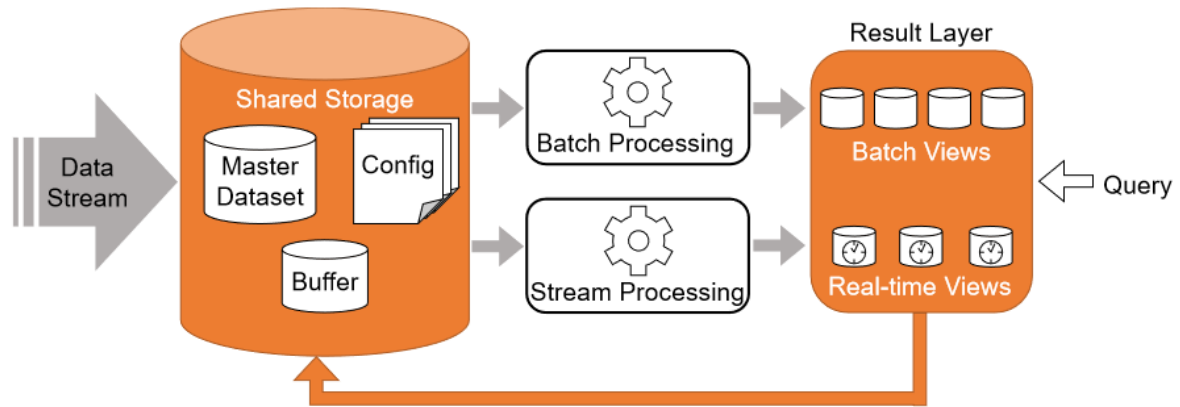 Data
Stream
Shared Storage
Master
Dataset
Config
Buffer
Batch Processing
Stream Processing
Result Layer
Batch Views
Real-time Views
Query